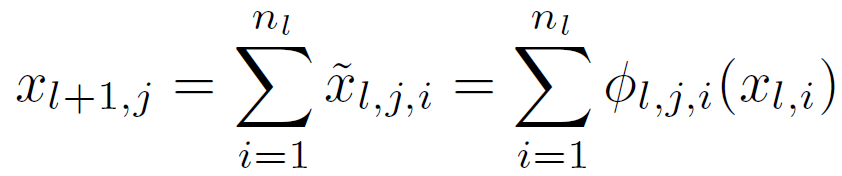 $x_{l+1,j} = \sum_{i=1}^{n_l} \tilde{x}_{l,j,i} = \sum_{i=1}^{n_l} \phi_{l,j,i}(x_{l,i})$